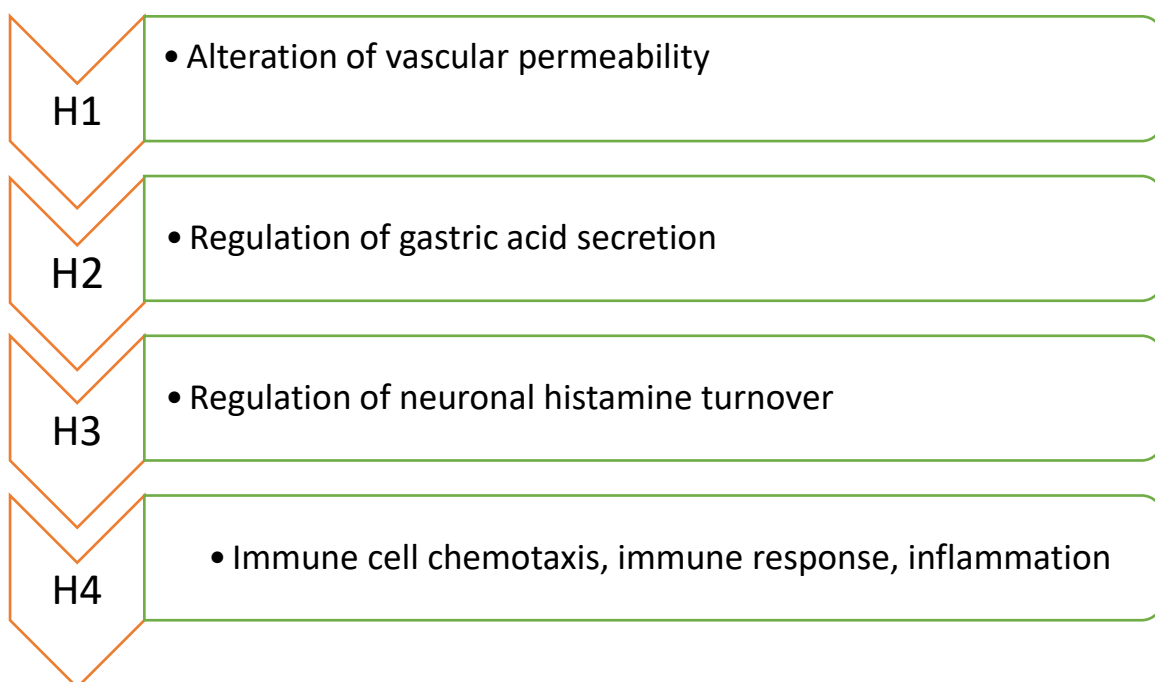 H1
• Alteration of vascular permeability
H2
• Regulation of gastric acid secretion
H3
• Regulation of neuronal histamine turnover
H4
• Immune cell chemotaxis, immune response, inflammation